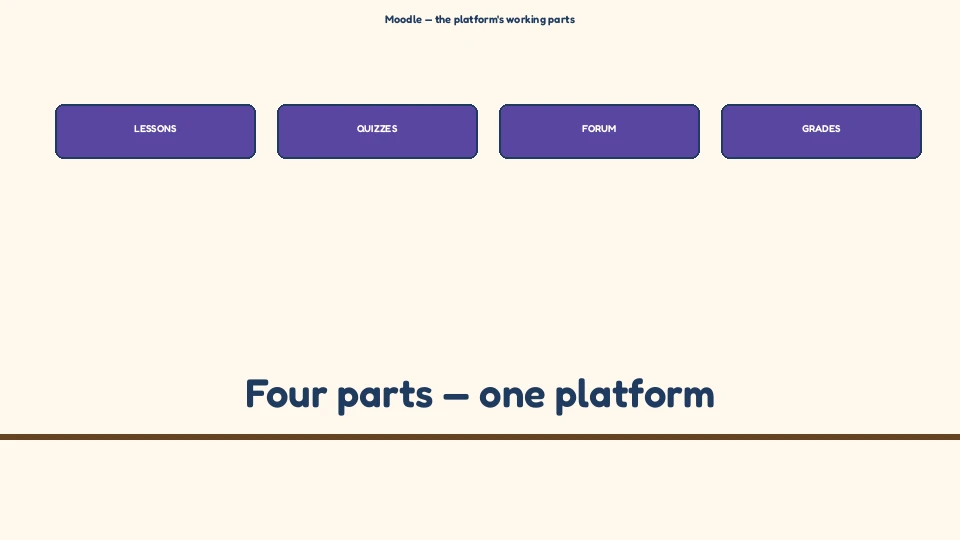 Moodle — the platform's working parts
LESSONS
QUIZZES
FORUM
GRADES
Four parts — one platform